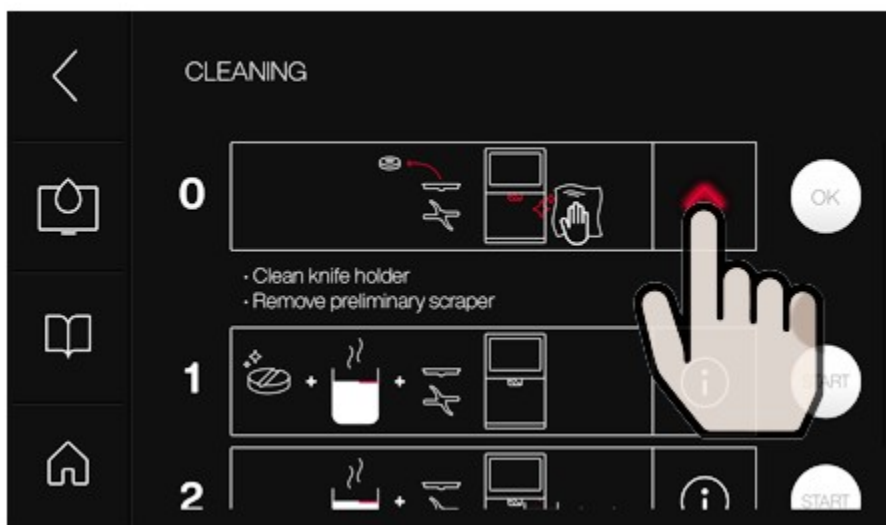 CLEANING
0
OK
· Clean knife holder
· Remove preliminary scraper
1
START
2
START